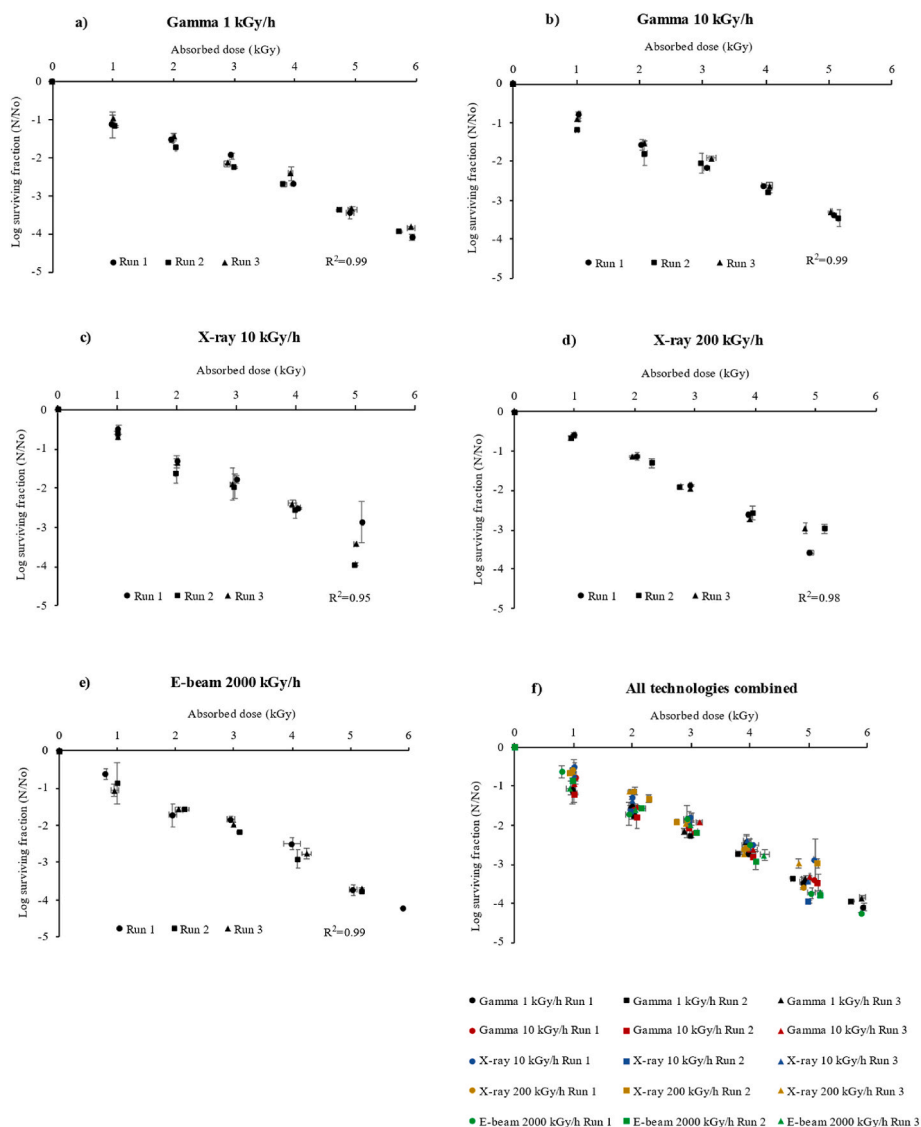 a) Gamma 1 kGy/h
Absorbed dose (kGy)
0 1 2 3 4 5 6
Log surviving fraction (N/No)
0
-1
-2
-3
-4
-5
Run 1 Run 2 Run 3 R²=0.99
b) Gamma 10 kGy/h
Absorbed dose (kGy)
0 1 2 3 4 5 6
Log surviving fraction (N/No)
0
-1
-2
-3
-4
-5
Run 1 Run 2 Run 3 R²=0.99
c) X-ray 10 kGy/h
Absorbed dose (kGy)
0 1 2 3 4 5 6
Log surviving fraction (N/No)
0
-1
-2
-3
-4
-5
Run 1 Run 2 Run 3 R²=0.95
d) X-ray 200 kGy/h
Absorbed dose (kGy)
0 1 2 3 4 5 6
Log surviving fraction (N/No)
0
-1
-2
-3
-4
-5
Run 1 Run 2 Run 3 R²=0.98
e) E-beam 2000 kGy/h
Absorbed dose (kGy)
0 1 2 3 4 5 6
Log surviving fraction (N/No)
0
-1
-2
-3
-4
-5
Run 1 Run 2 Run 3 R²=0.99
f) All technologies combined
Absorbed dose (kGy)
0 1 2 3 4 5 6
Log surviving fraction (N/No)
0
-1
-2
-3
-4
-5
Gamma 1 kGy/h Run 1 Gamma 1 kGy/h Run 2 Gamma 1 kGy/h Run 3
Gamma 10 kGy/h Run 1 Gamma 10 kGy/h Run 2 Gamma 10 kGy/h Run 3
X-ray 10 kGy/h Run 1 X-ray 10 kGy/h Run 2 X-ray 10 kGy/h Run 3
X-ray 200 kGy/h Run 1 X-ray 200 kGy/h Run 2 X-ray 200 kGy/h Run 3
E-beam 2000 kGy/h Run 1 E-beam 2000 kGy/h Run 2 E-beam 2000 kGy/h Run 3